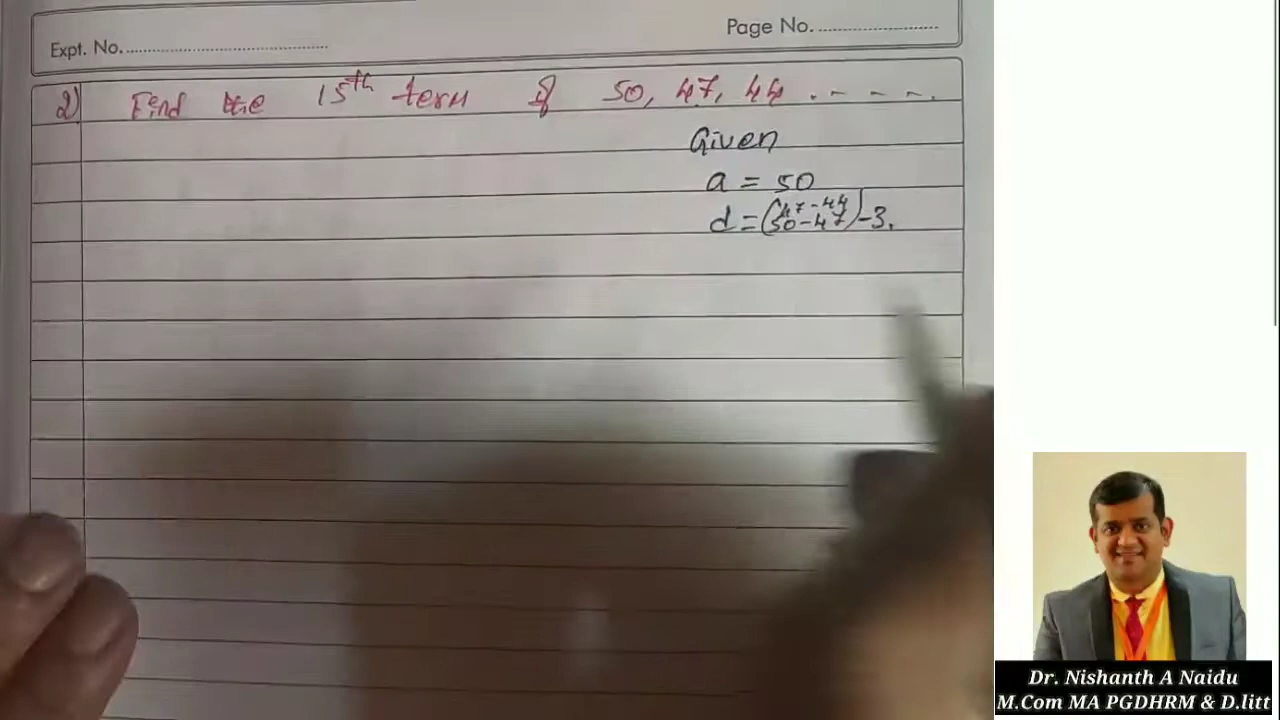 Expt. No.
Page No.
2) Find the 15th term of 50, 47, 44 . - - - .
Given
a = 50
47-44
d = (50-47) -3.
Dr. Nishanth A Naidu
M.Com MA PGDHRM & D.litt